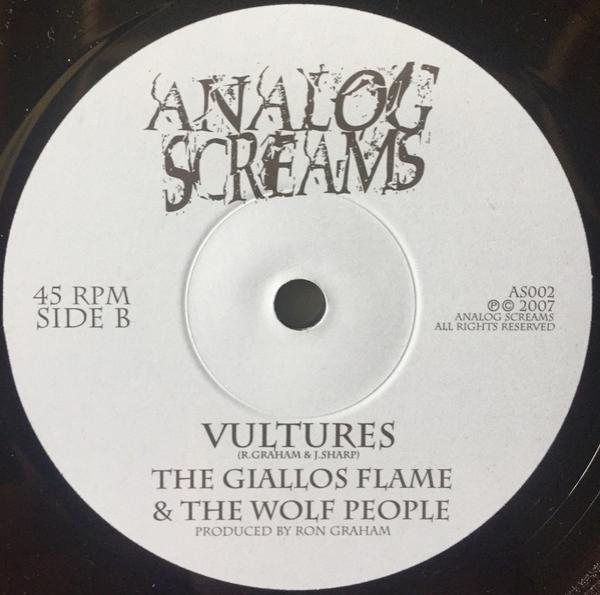 ANALOG
SCREAMS
45 RPM
SIDE B
AS002
℗© 2007
ANALOG SCREAMS
ALL RIGHTS RESERVED
VULTURES
(R.GRAHAM & J.SHARP)
THE GIALLOS FLAME
& THE WOLF PEOPLE
PRODUCED BY RON GRAHAM